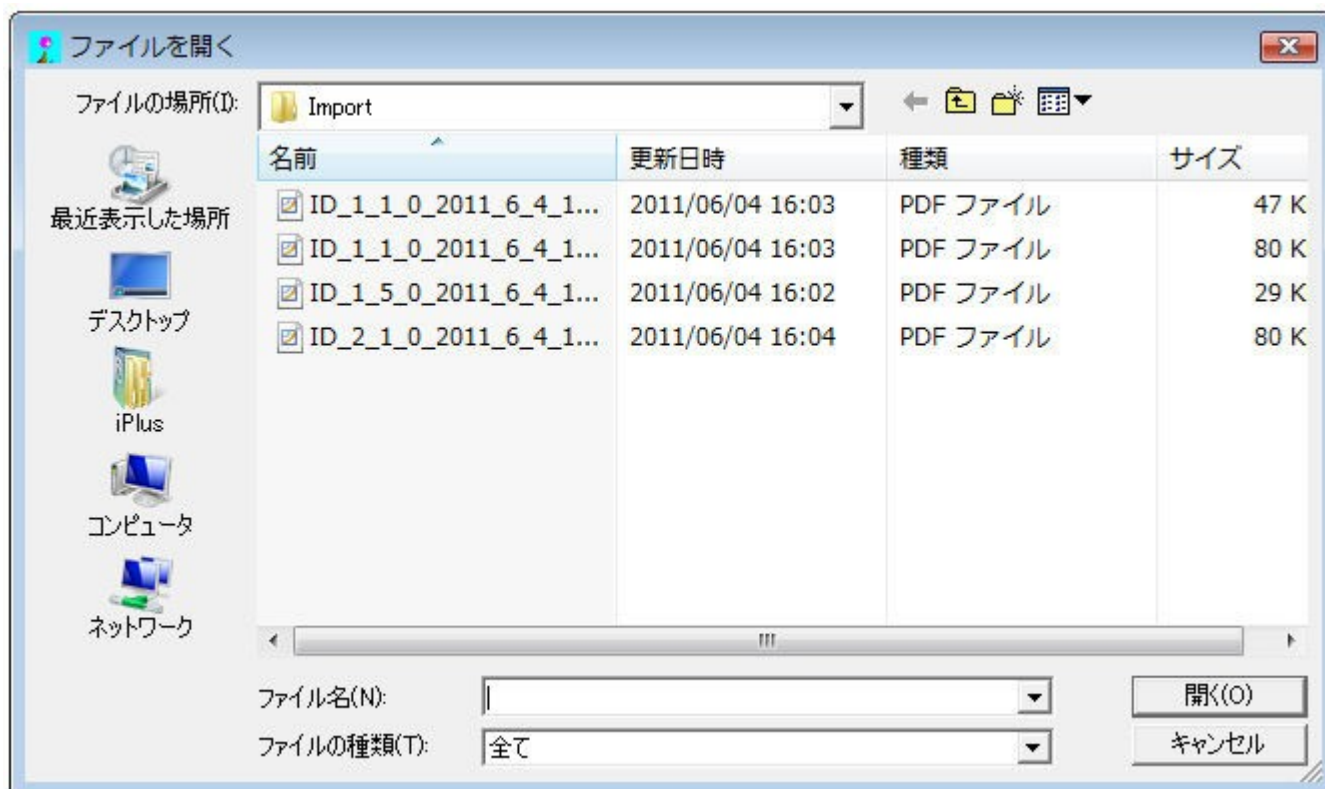 ファイルを開く
ファイルの場所(I): Import
名前 更新日時 種類 サイズ
ID_1_1_0_2011_6_4_1... 2011/06/04 16:03 PDF ファイル 47 K
ID_1_1_0_2011_6_4_1... 2011/06/04 16:03 PDF ファイル 80 K
ID_1_5_0_2011_6_4_1... 2011/06/04 16:02 PDF ファイル 29 K
ID_2_1_0_2011_6_4_1... 2011/06/04 16:04 PDF ファイル 80 K
最近表示した場所
デスクトップ
iPlus
コンピュータ
ネットワーク
ファイル名(N): 開く(O)
ファイルの種類(T): 全て キャンセル